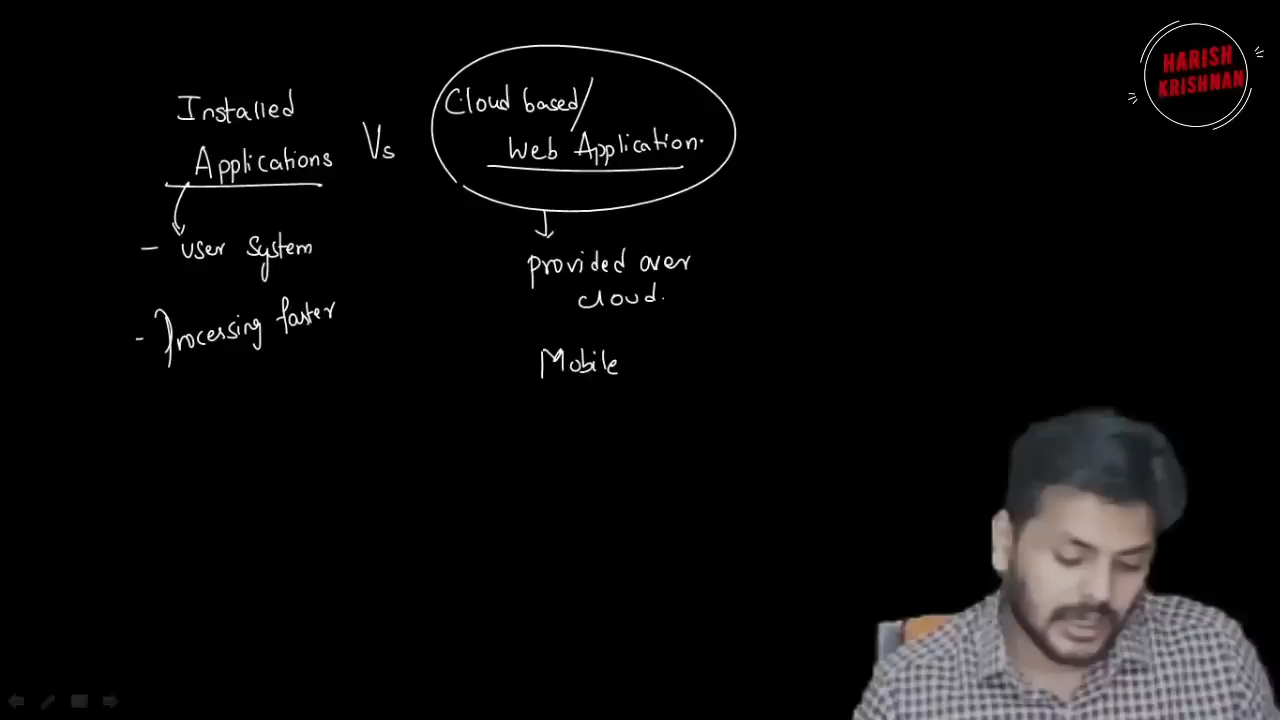 Installed
Applications
Vs
Cloud based/
Web Application.
- user system
- Processing faster
provided over
cloud.
Mobile
HARISH
KRISHNAN